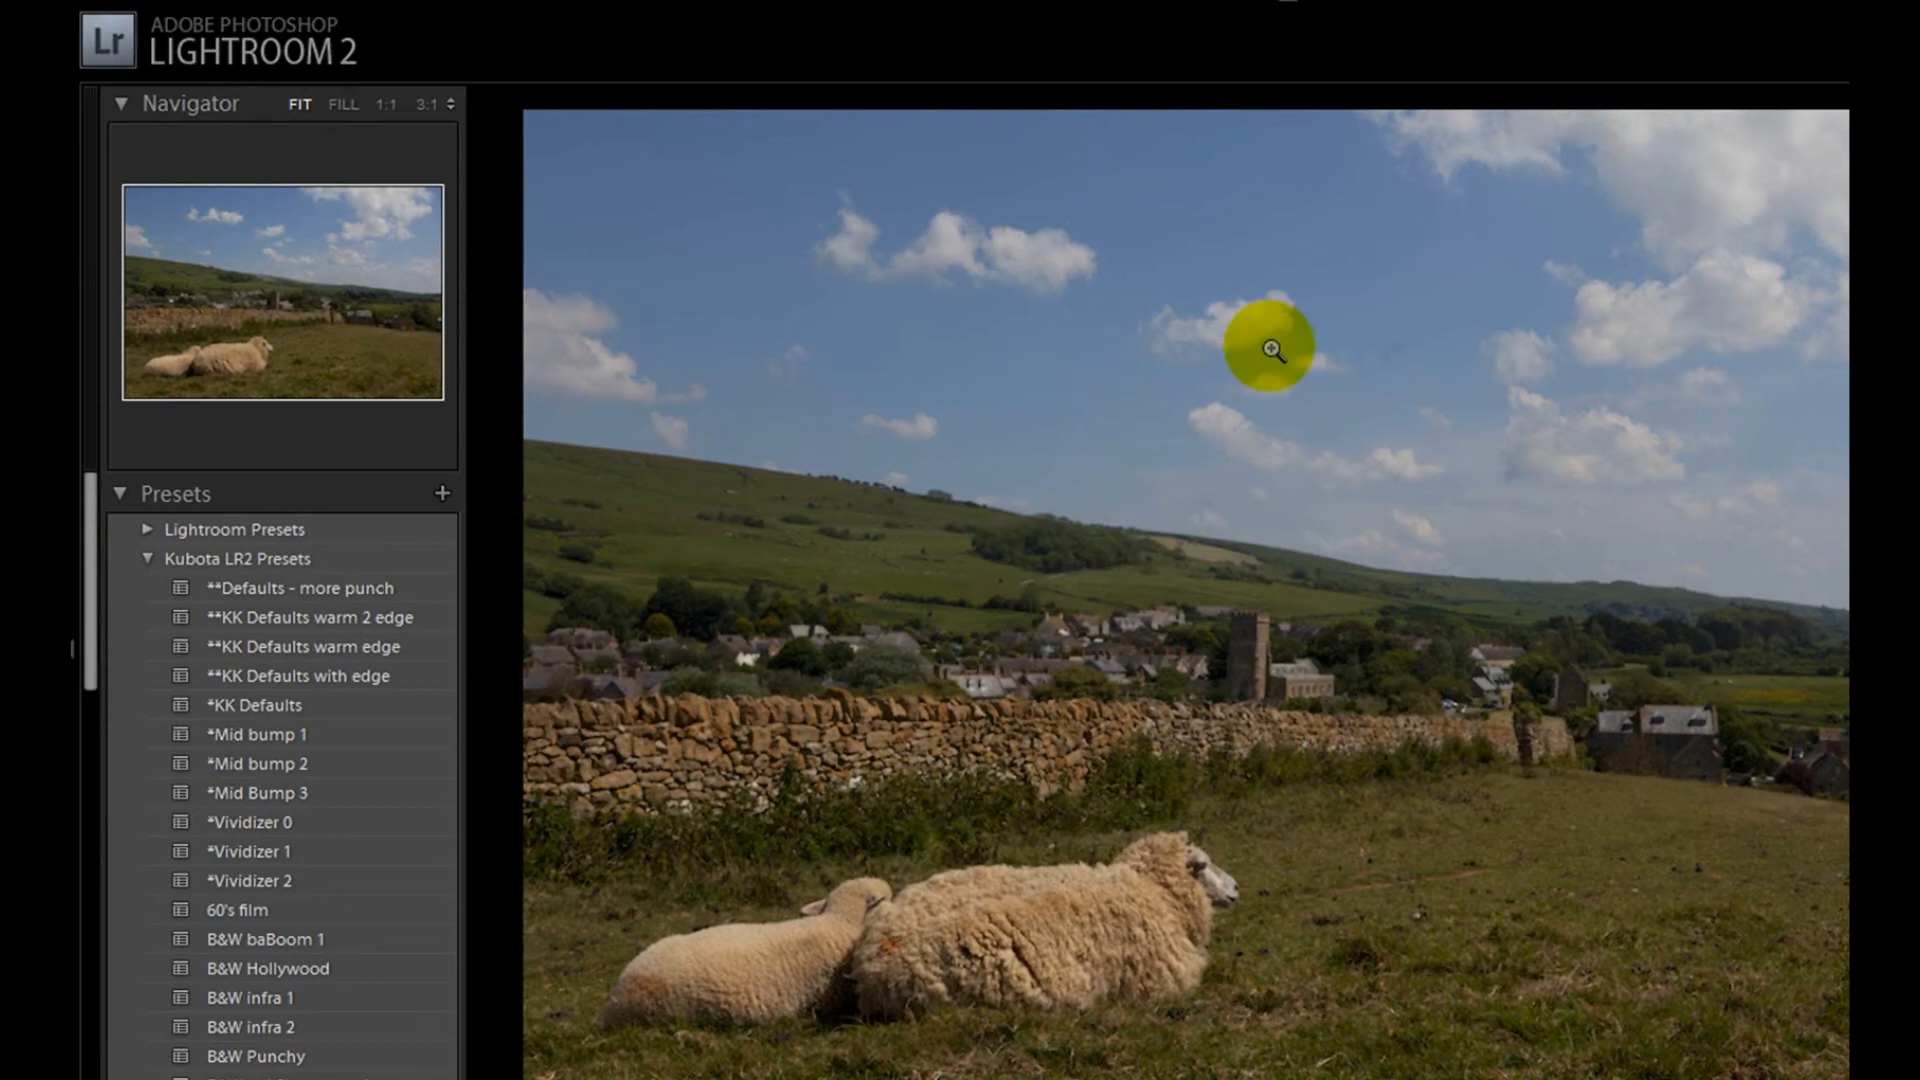 Lr
ADOBE PHOTOSHOP
LIGHTROOM 2
Navigator FIT FILL 1:1 3:1
Presets +
Lightroom Presets
Kubota LR2 Presets
**Defaults - more punch
**KK Defaults warm 2 edge
**KK Defaults warm edge
**KK Defaults with edge
*KK Defaults
*Mid bump 1
*Mid bump 2
*Mid Bump 3
*Vividizer 0
*Vividizer 1
*Vividizer 2
60's film
B&W baBoom 1
B&W Hollywood
B&W infra 1
B&W infra 2
B&W Punchy